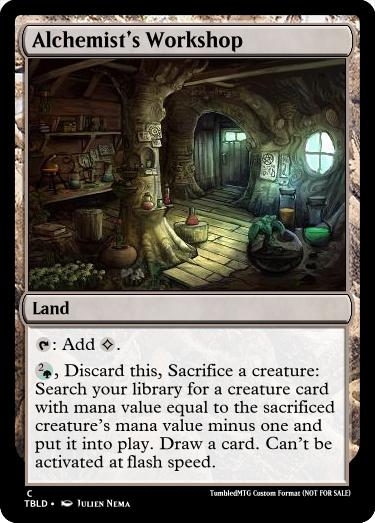 Alchemist's Workshop
Land
: Add .
2, Discard this, Sacrifice a creature:
Search your library for a creature card
with mana value equal to the sacrificed
creature's mana value minus one and
put it into play. Draw a card. Can't be
activated at flash speed.
C
TBLD • Julien Nema
TumbledMTG Custom Format (NOT FOR SALE)